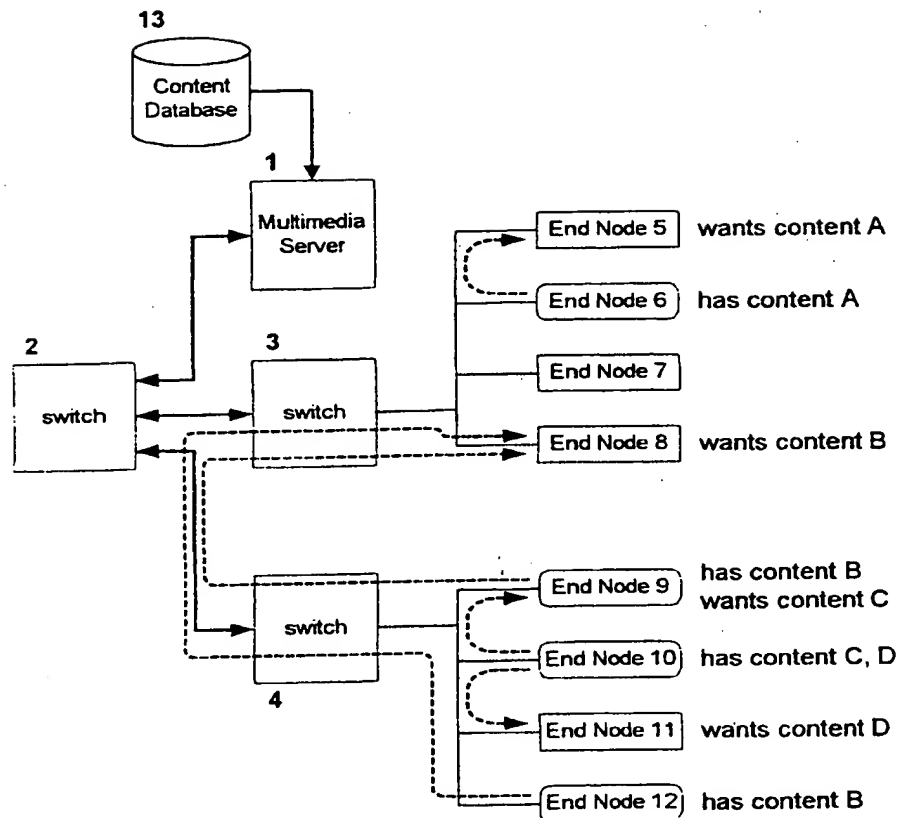 13
Content
Database
1
Multimedia
Server
End Node 5 wants content A
End Node 6 has content A
2
3
switch
switch
End Node 7
End Node 8 wants content B
End Node 9 has content B
wants content C
switch
4
End Node 10 has content C, D
End Node 11 wants content D
End Node 12 has content B